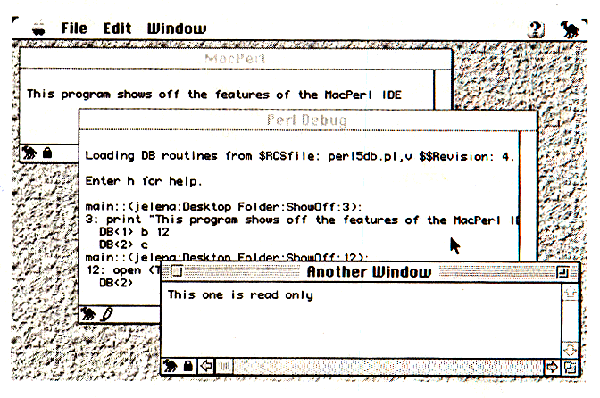 File Edit Window
MacPerl
This program shows off the features of the MacPerl IDE
Perl Debug
Loading DB routines from $RCSfile: perl5db.pl,v $$Revision: 4.
Enter h for help.
main::(jelena:Desktop Folder:ShowOff:3):
3: print "This program shows off the features of the MacPerl
DB<1> b 12
DB<2> c
main::(jelena:Desktop Folder:ShowOff:12):
12: open
DB<2>
Another Window
This one is read only